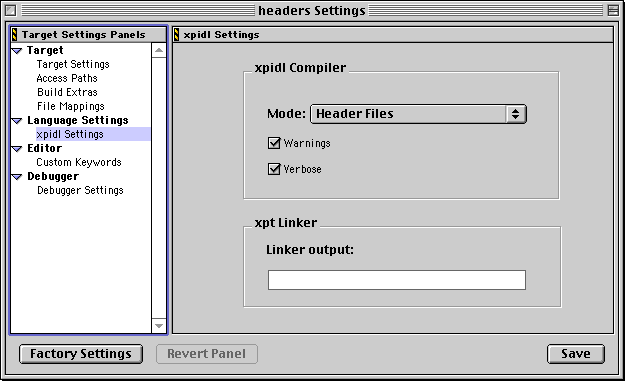 headers Settings
Target Settings Panels
Target
Target Settings
Access Paths
Build Extras
File Mappings
Language Settings
xpidl Settings
Editor
Custom Keywords
Debugger
Debugger Settings
xpidl Settings
xpidl Compiler
Mode: Header Files
Warnings
Verbose
xpt Linker
Linker output:
Factory Settings
Revert Panel
Save